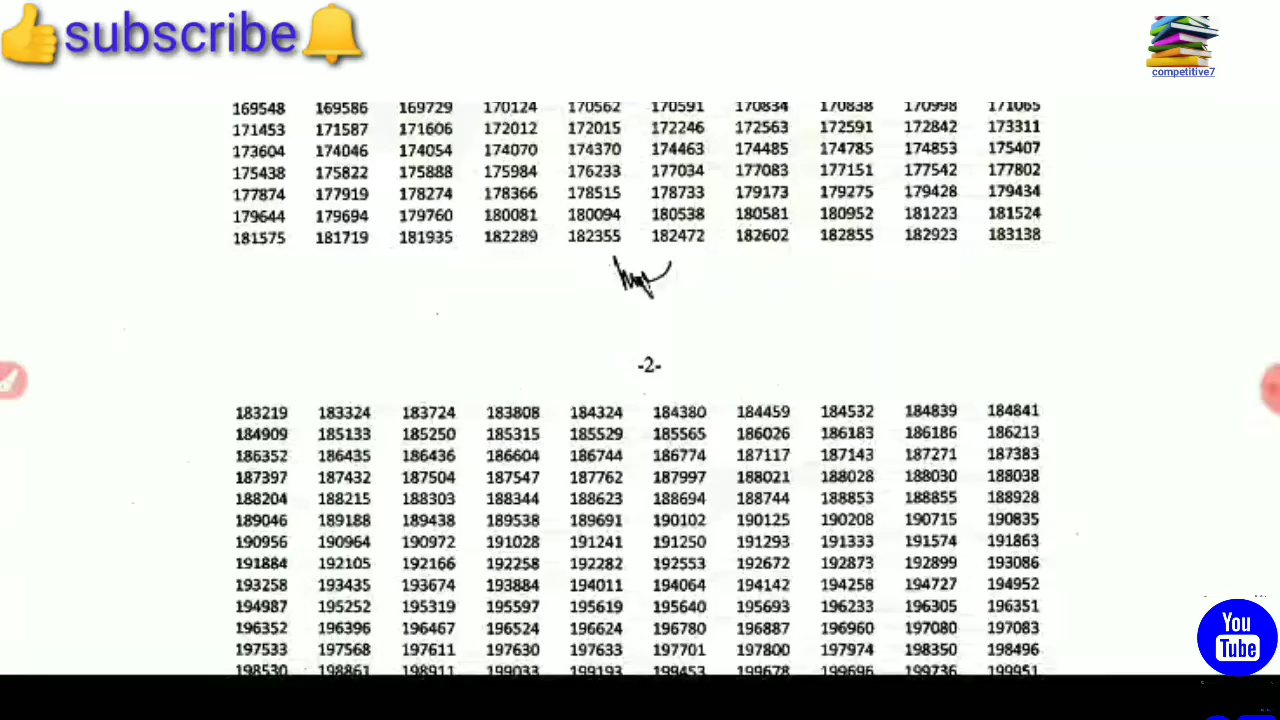 subscribe
competitive7
169548 169586 169729 170124 170562 170591 170834 170838 170998 171065
171453 171587 171606 172012 172015 172246 172563 172591 172842 173311
173604 174046 174054 174070 174370 174463 174485 174785 174853 175407
175438 175822 175888 175984 176233 177034 177083 177151 177542 177802
177874 177919 178274 178366 178515 178733 179173 179275 179428 179434
179644 179694 179760 180081 180094 180538 180581 180952 181223 181524
181575 181719 181935 182289 182355 182472 182602 182855 182923 183138
-2-
183219 183324 183724 183808 184324 184380 184459 184532 184839 184841
184909 185133 185250 185315 185529 185565 186026 186183 186186 186213
186352 186435 186436 186604 186744 186774 187117 187143 187271 187383
187397 187432 187504 187547 187762 187997 188021 188028 188030 188038
188204 188215 188303 188344 188623 188694 188744 188853 188855 188928
189046 189188 189438 189538 189691 190102 190125 190208 190715 190835
190956 190964 190972 191028 191241 191250 191293 191333 191574 191863
191884 192105 192166 192258 192282 192553 192672 192873 192899 193086
193258 193435 193674 193884 194011 194064 194142 194258 194727 194952
194987 195252 195319 195597 195619 195640 195693 196233 196305 196351
196352 196396 196467 196524 196624 196780 196887 196960 197080 197083
197533 197568 197611 197630 197633 197701 197800 197974 198350 198496
198530 198861 198911 199033 199193 199453 199678 199696 199736 199951
You
Tube